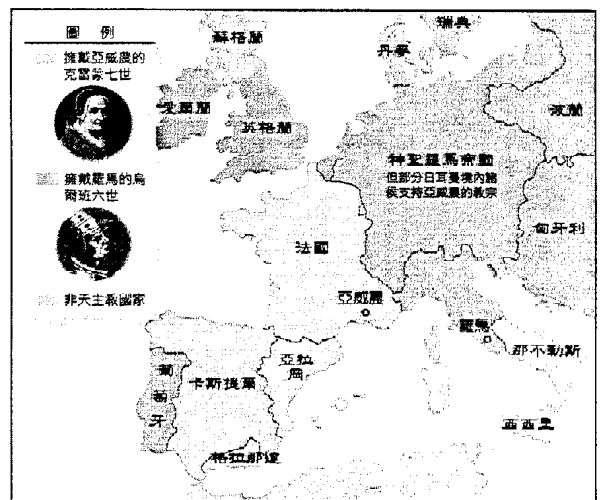 圖 例
擁戴亞威農的
克雷蒙七世
擁戴羅馬的烏
爾班六世
非天主教國家
蘇格蘭
愛爾蘭
英格蘭
丹麥
瑞典
波蘭
神聖羅馬帝國
但部分日耳曼境內諸
侯支持亞威農的教宗
匈牙利
法國
亞威農
羅馬
那不勒斯
西西里
亞拉
岡
卡斯提爾
葡
萄
牙
格拉那達